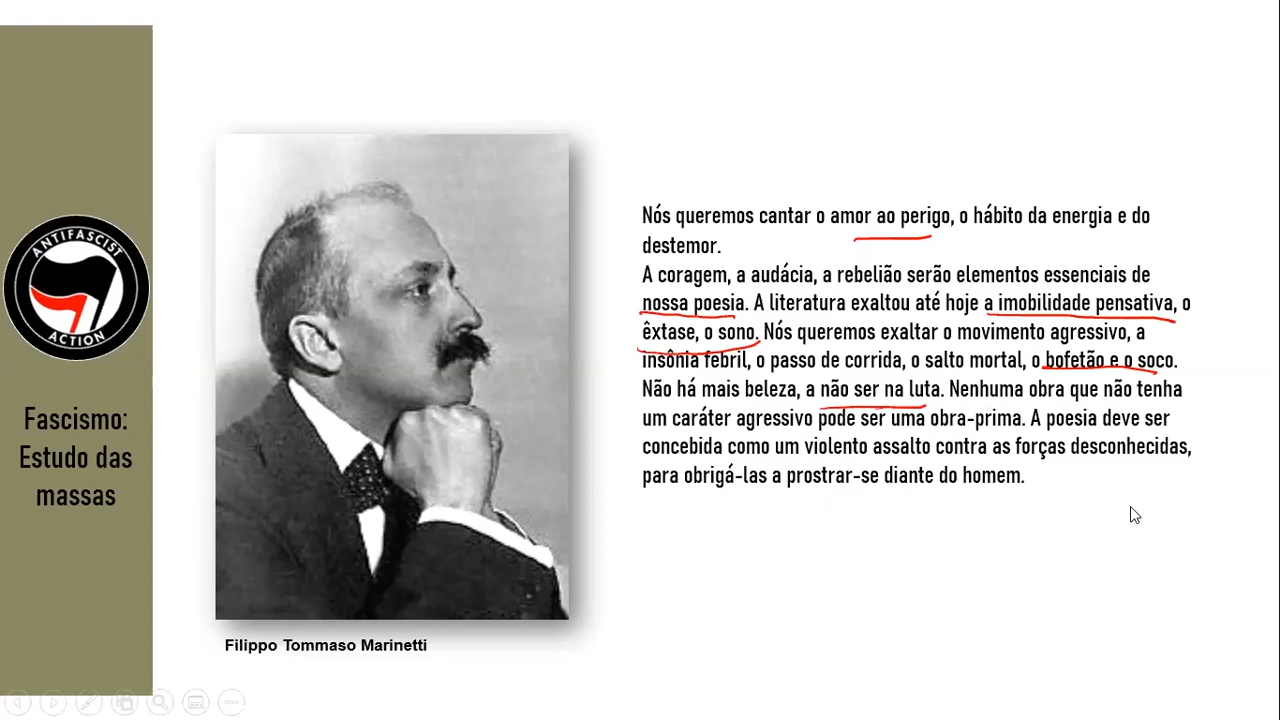 ANTIFASCIST
ACTION
Fascismo:
Estudo das
massas
Filippo Tommaso Marinetti
Nós queremos cantar o amor ao perigo, o hábito da energia e do
destemor.
A coragem, a audácia, a rebelião serão elementos essenciais de
nossa poesia. A literatura exaltou até hoje a imobilidade pensativa, o
êxtase, o sono. Nós queremos exaltar o movimento agressivo, a
insônia febril, o passo de corrida, o salto mortal, o bofetão e o soco.
Não há mais beleza, a não ser na luta. Nenhuma obra que não tenha
um caráter agressivo pode ser uma obra-prima. A poesia deve ser
concebida como um violento assalto contra as forças desconhecidas,
para obrigá-las a prostrar-se diante do homem.